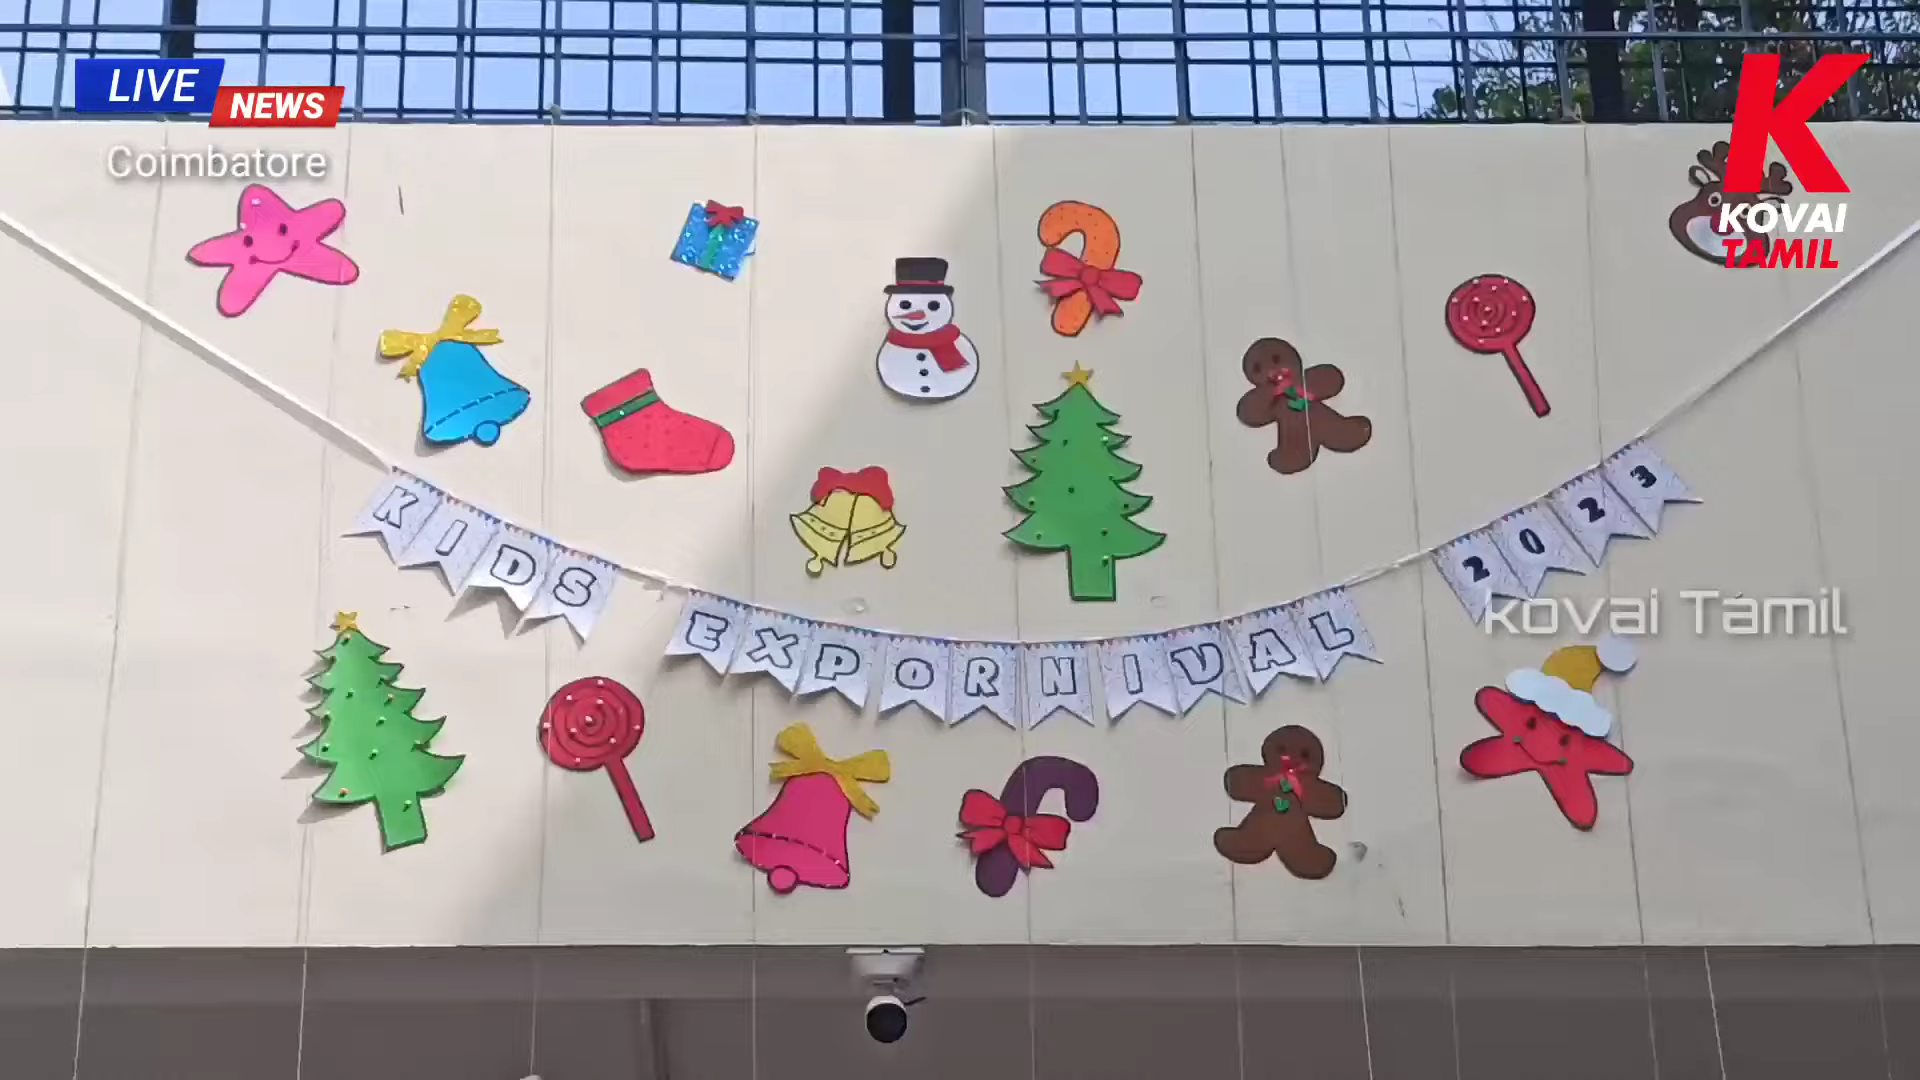 LIVE
NEWS
Coimbatore
K
KOVAI
TAMIL
KIDS EXPORNIVAL 2023
kovai Tamil